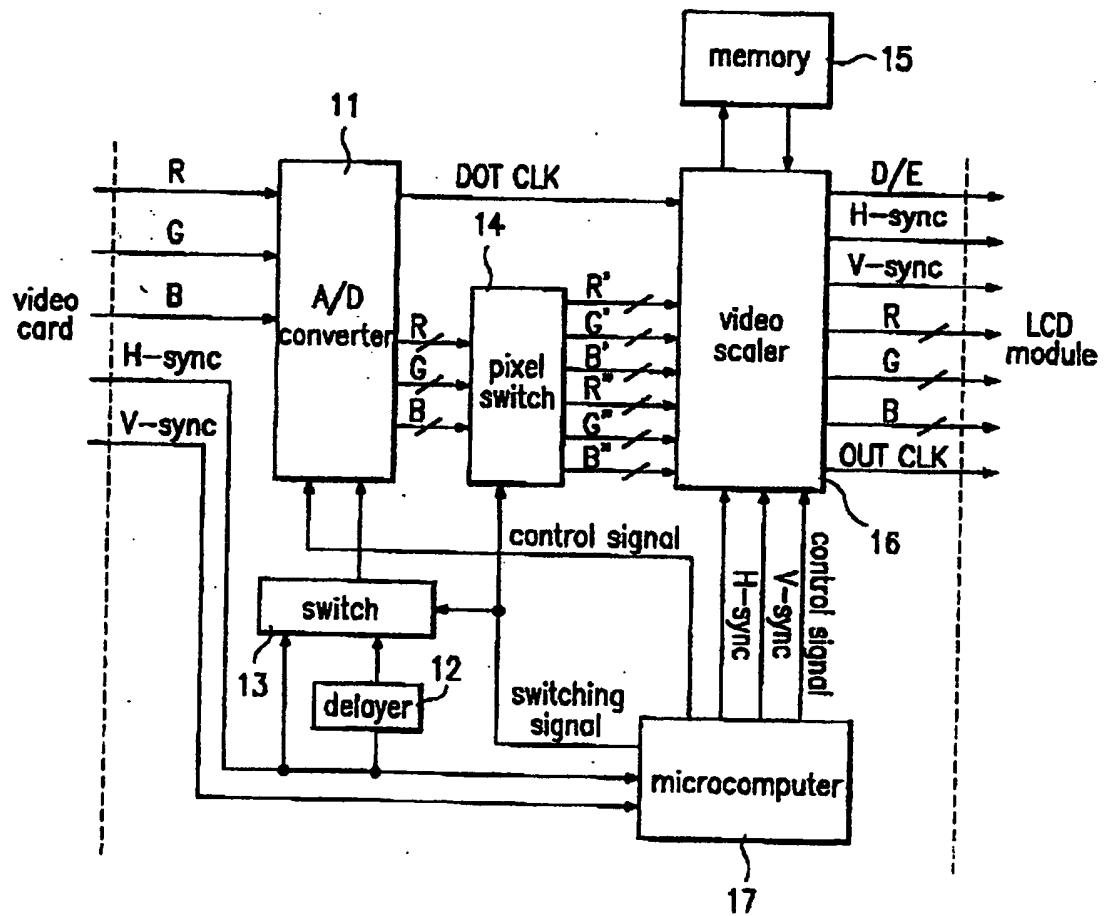 memory
15
11
R
DOT CLK
D/E
H-sync
G
14
V-sync
video
card
B
A/D
converter
R'
G'
B'
R"
G"
B"
video
scaler
R
G
B
LCD
module
H-sync
R
G
B
pixel
switch
V-sync
OUT CLK
16
control signal
switch
13
12
delayer
H-sync
V-sync
control signal
switching
signal
microcomputer
17